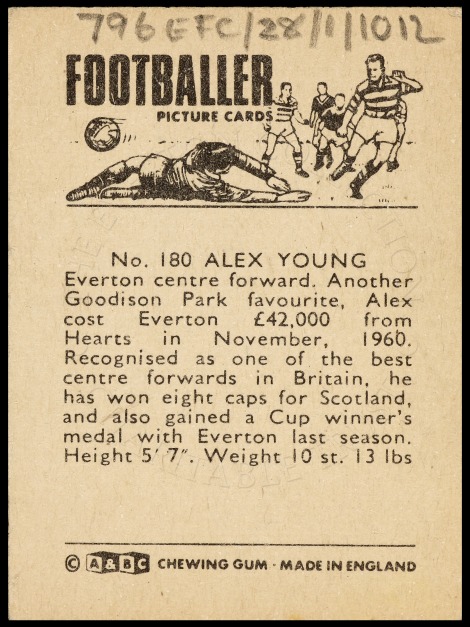 796 EFC/28/1/1012
FOOTBALLER
PICTURE CARDS
No. 180 ALEX YOUNG
Everton centre forward. Another
Goodison Park favourite, Alex
cost Everton £42,000 from
Hearts in November, 1960.
Recognised as one of the best
centre forwards in Britain, he
has won eight caps for Scotland,
and also gained a Cup winner's
medal with Everton last season.
Height 5' 7". Weight 10 st. 13 lbs
© A&BC CHEWING GUM · MADE IN ENGLAND